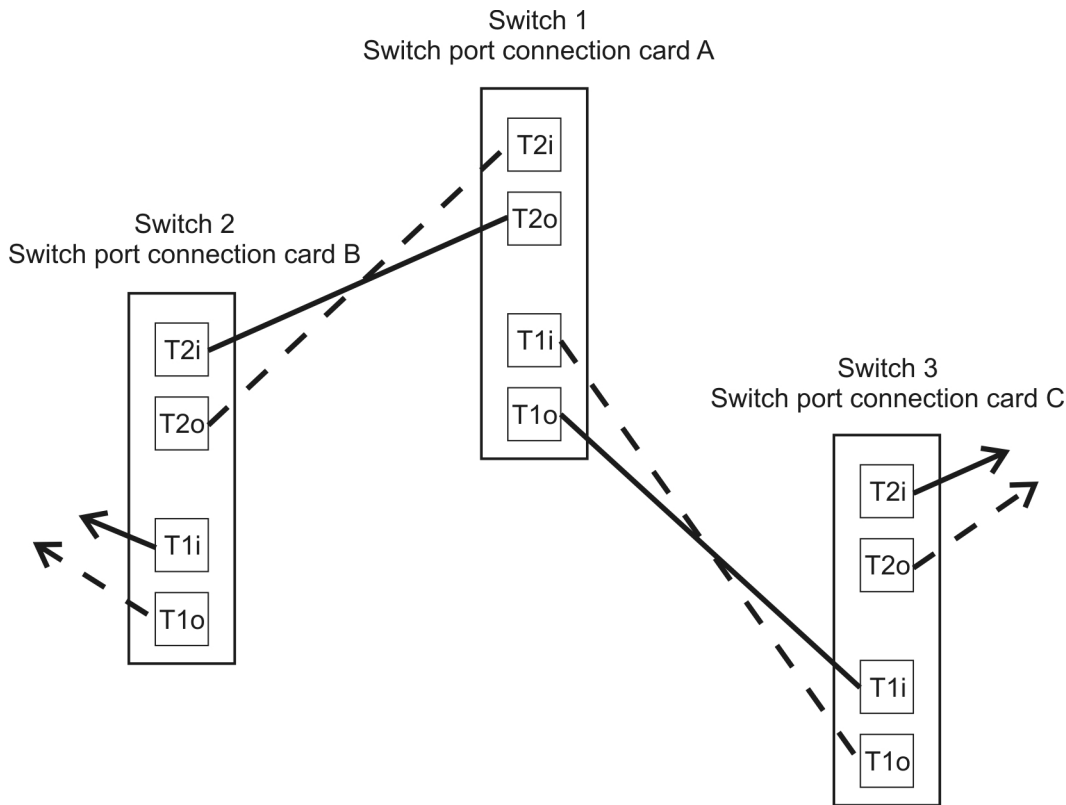 Switch 1
Switch port connection card A
T2i
T2o
T1i
T1o
Switch 2
Switch port connection card B
T2i
T2o
T1i
T1o
Switch 3
Switch port connection card C
T2i
T2o
T1i
T1o